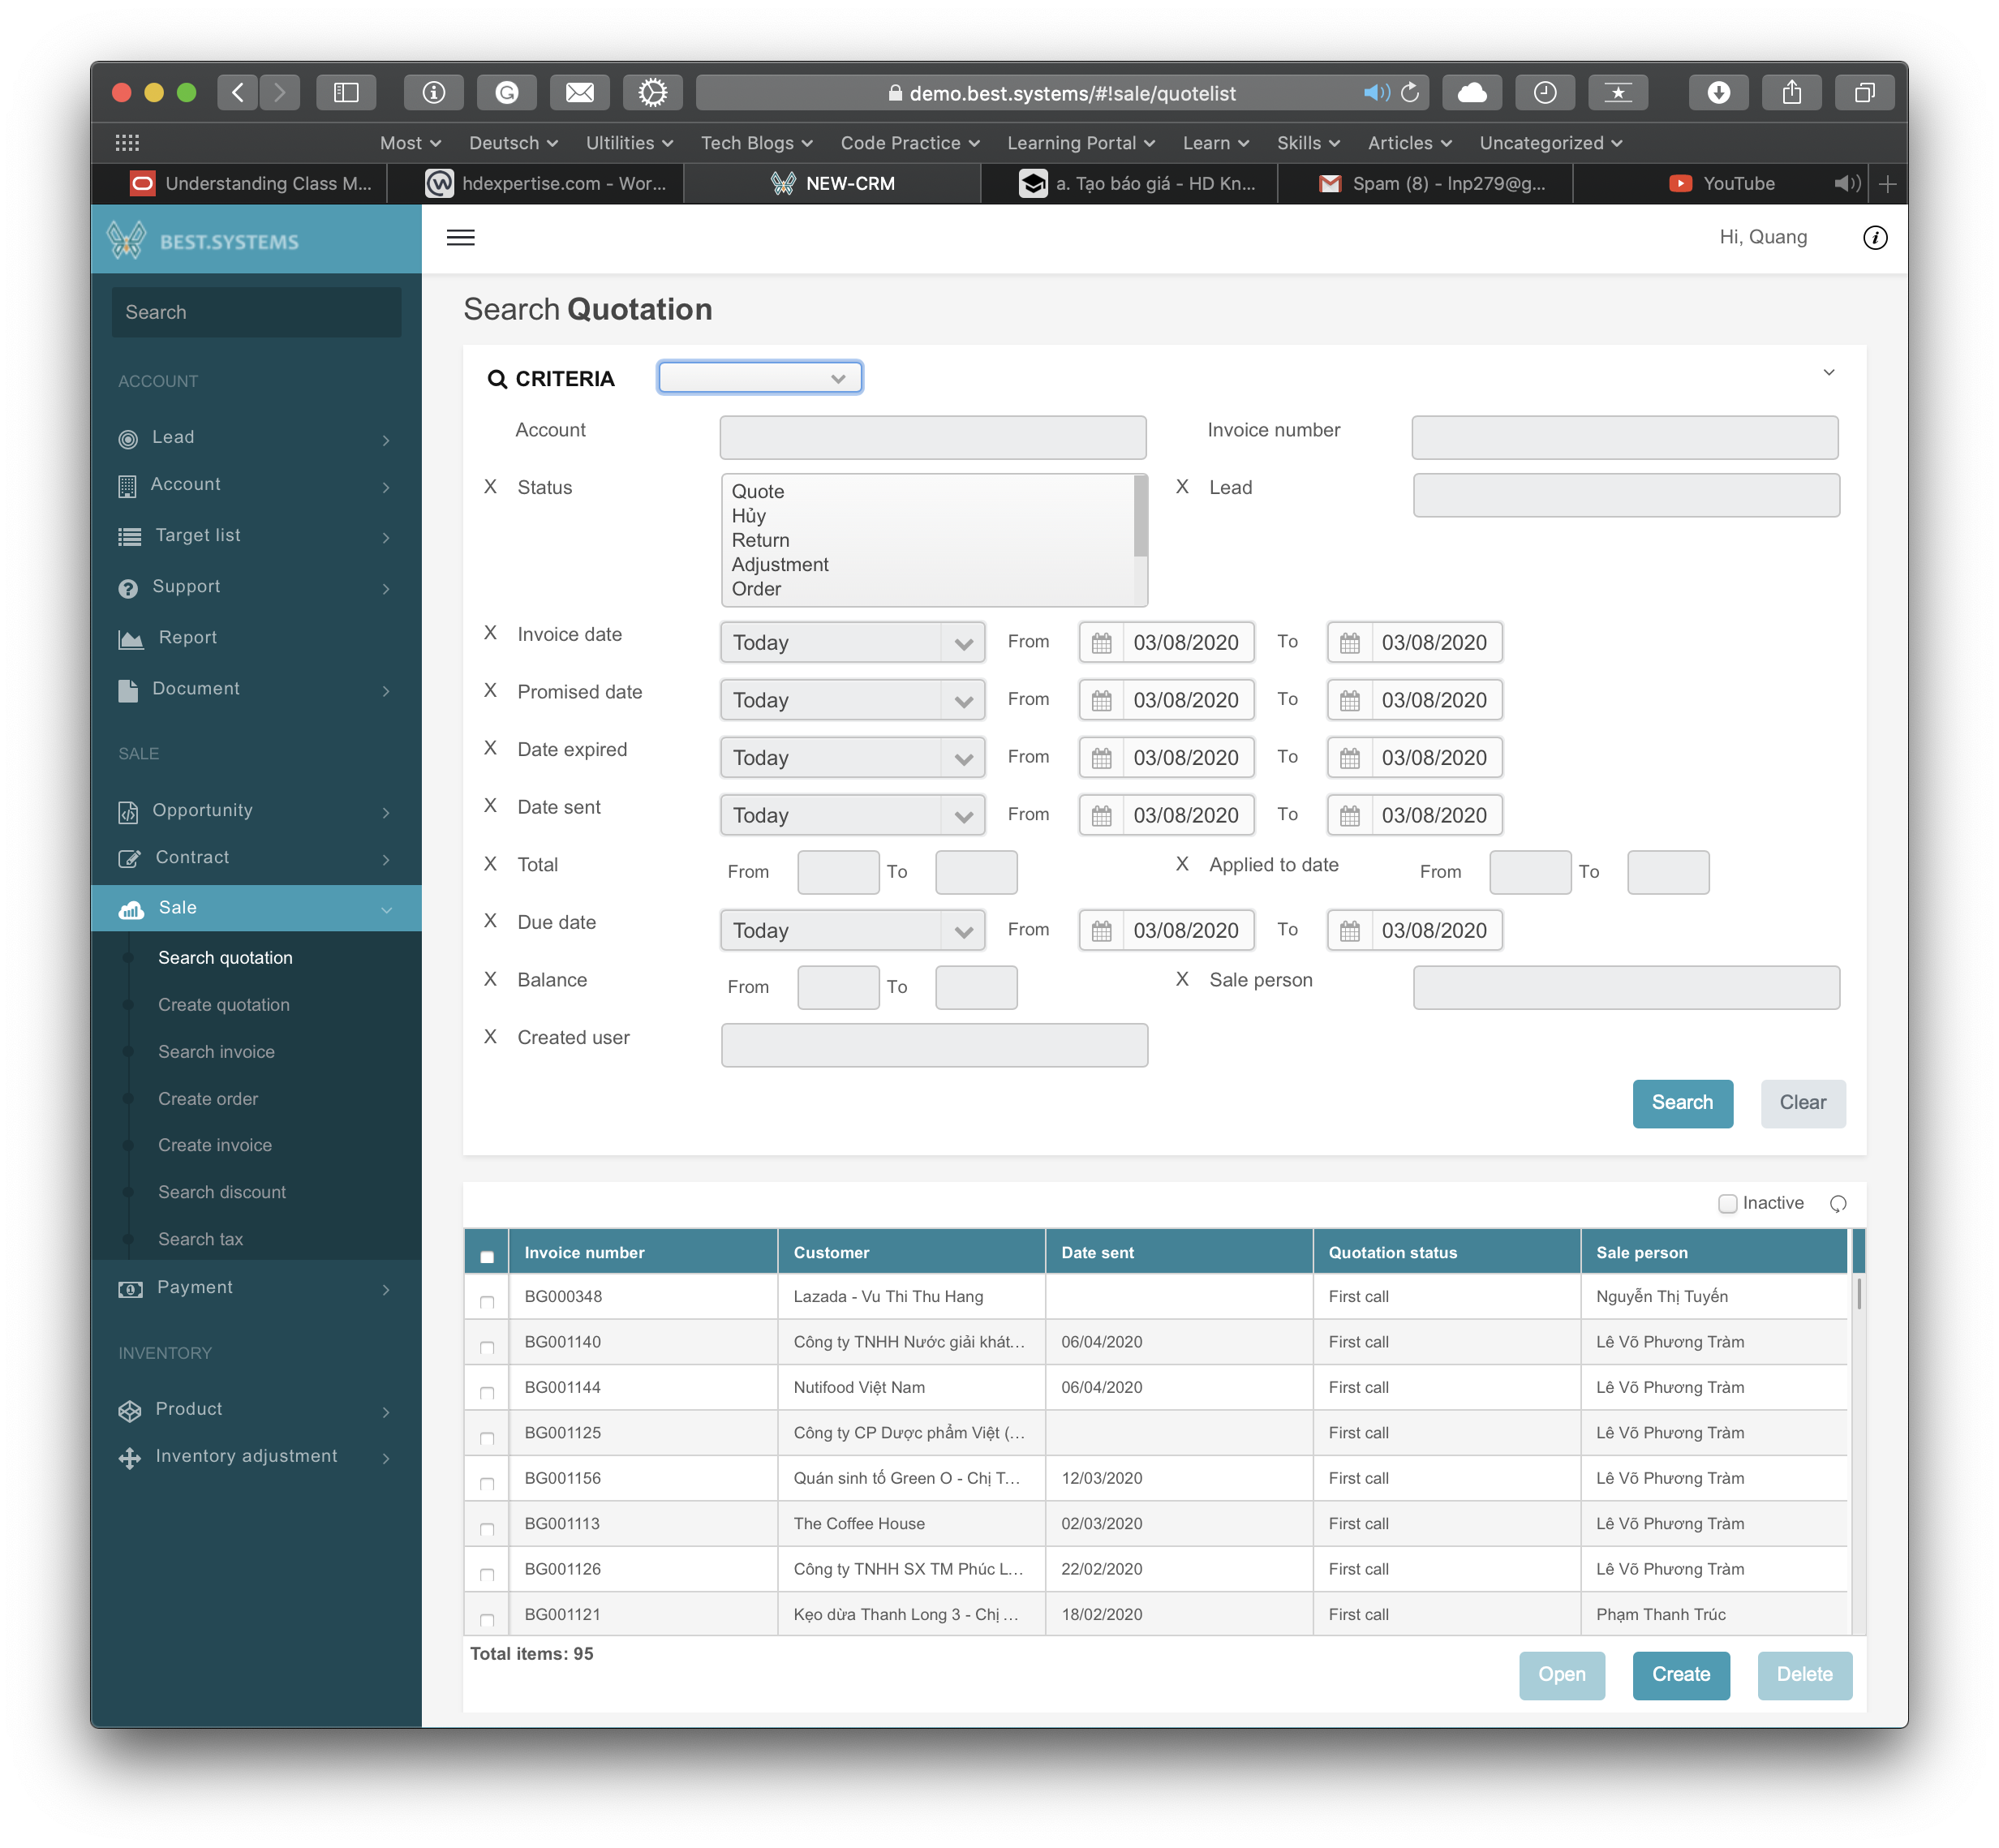 demo.best.systems/#!sale/quotelist
Most Deutsch Ultilities Tech Blogs Code Practice Learning Portal Learn Skills Articles Uncategorized
Understanding Class M... hdexpertise.com - Wor... NEW-CRM a. Tạo báo giá - HD Kn... Spam (8) - lnp279@g... YouTube
BEST.SYSTEMS
Hi, Quang
Search
ACCOUNT
Lead
Account
Target list
Support
Report
Document
SALE
Opportunity
Contract
Sale
Search quotation
Create quotation
Search invoice
Create order
Create invoice
Search discount
Search tax
Payment
INVENTORY
Product
Inventory adjustment
Search Quotation
CRITERIA
Account Invoice number
X Status X Lead
Quote
Hủy
Return
Adjustment
Order
X Invoice date Today From 03/08/2020 To 03/08/2020
X Promised date Today From 03/08/2020 To 03/08/2020
X Date expired Today From 03/08/2020 To 03/08/2020
X Date sent Today From 03/08/2020 To 03/08/2020
X Total From To X Applied to date From To
X Due date Today From 03/08/2020 To 03/08/2020
X Balance From To X Sale person
X Created user
Search Clear
Inactive
Invoice number Customer Date sent Quotation status Sale person
BG000348 Lazada - Vu Thi Thu Hang First call Nguyễn Thị Tuyến
BG001140 Công ty TNHH Nước giải khát... 06/04/2020 First call Lê Võ Phương Tràm
BG001144 Nutifood Việt Nam 06/04/2020 First call Lê Võ Phương Tràm
BG001125 Công ty CP Dược phẩm Việt (... First call Lê Võ Phương Tràm
BG001156 Quán sinh tố Green O - Chị T... 12/03/2020 First call Lê Võ Phương Tràm
BG001113 The Coffee House 02/03/2020 First call Lê Võ Phương Tràm
BG001126 Công ty TNHH SX TM Phúc L... 22/02/2020 First call Lê Võ Phương Tràm
BG001121 Kẹo dừa Thanh Long 3 - Chị ... 18/02/2020 First call Phạm Thanh Trúc
Total items: 95
Open Create Delete